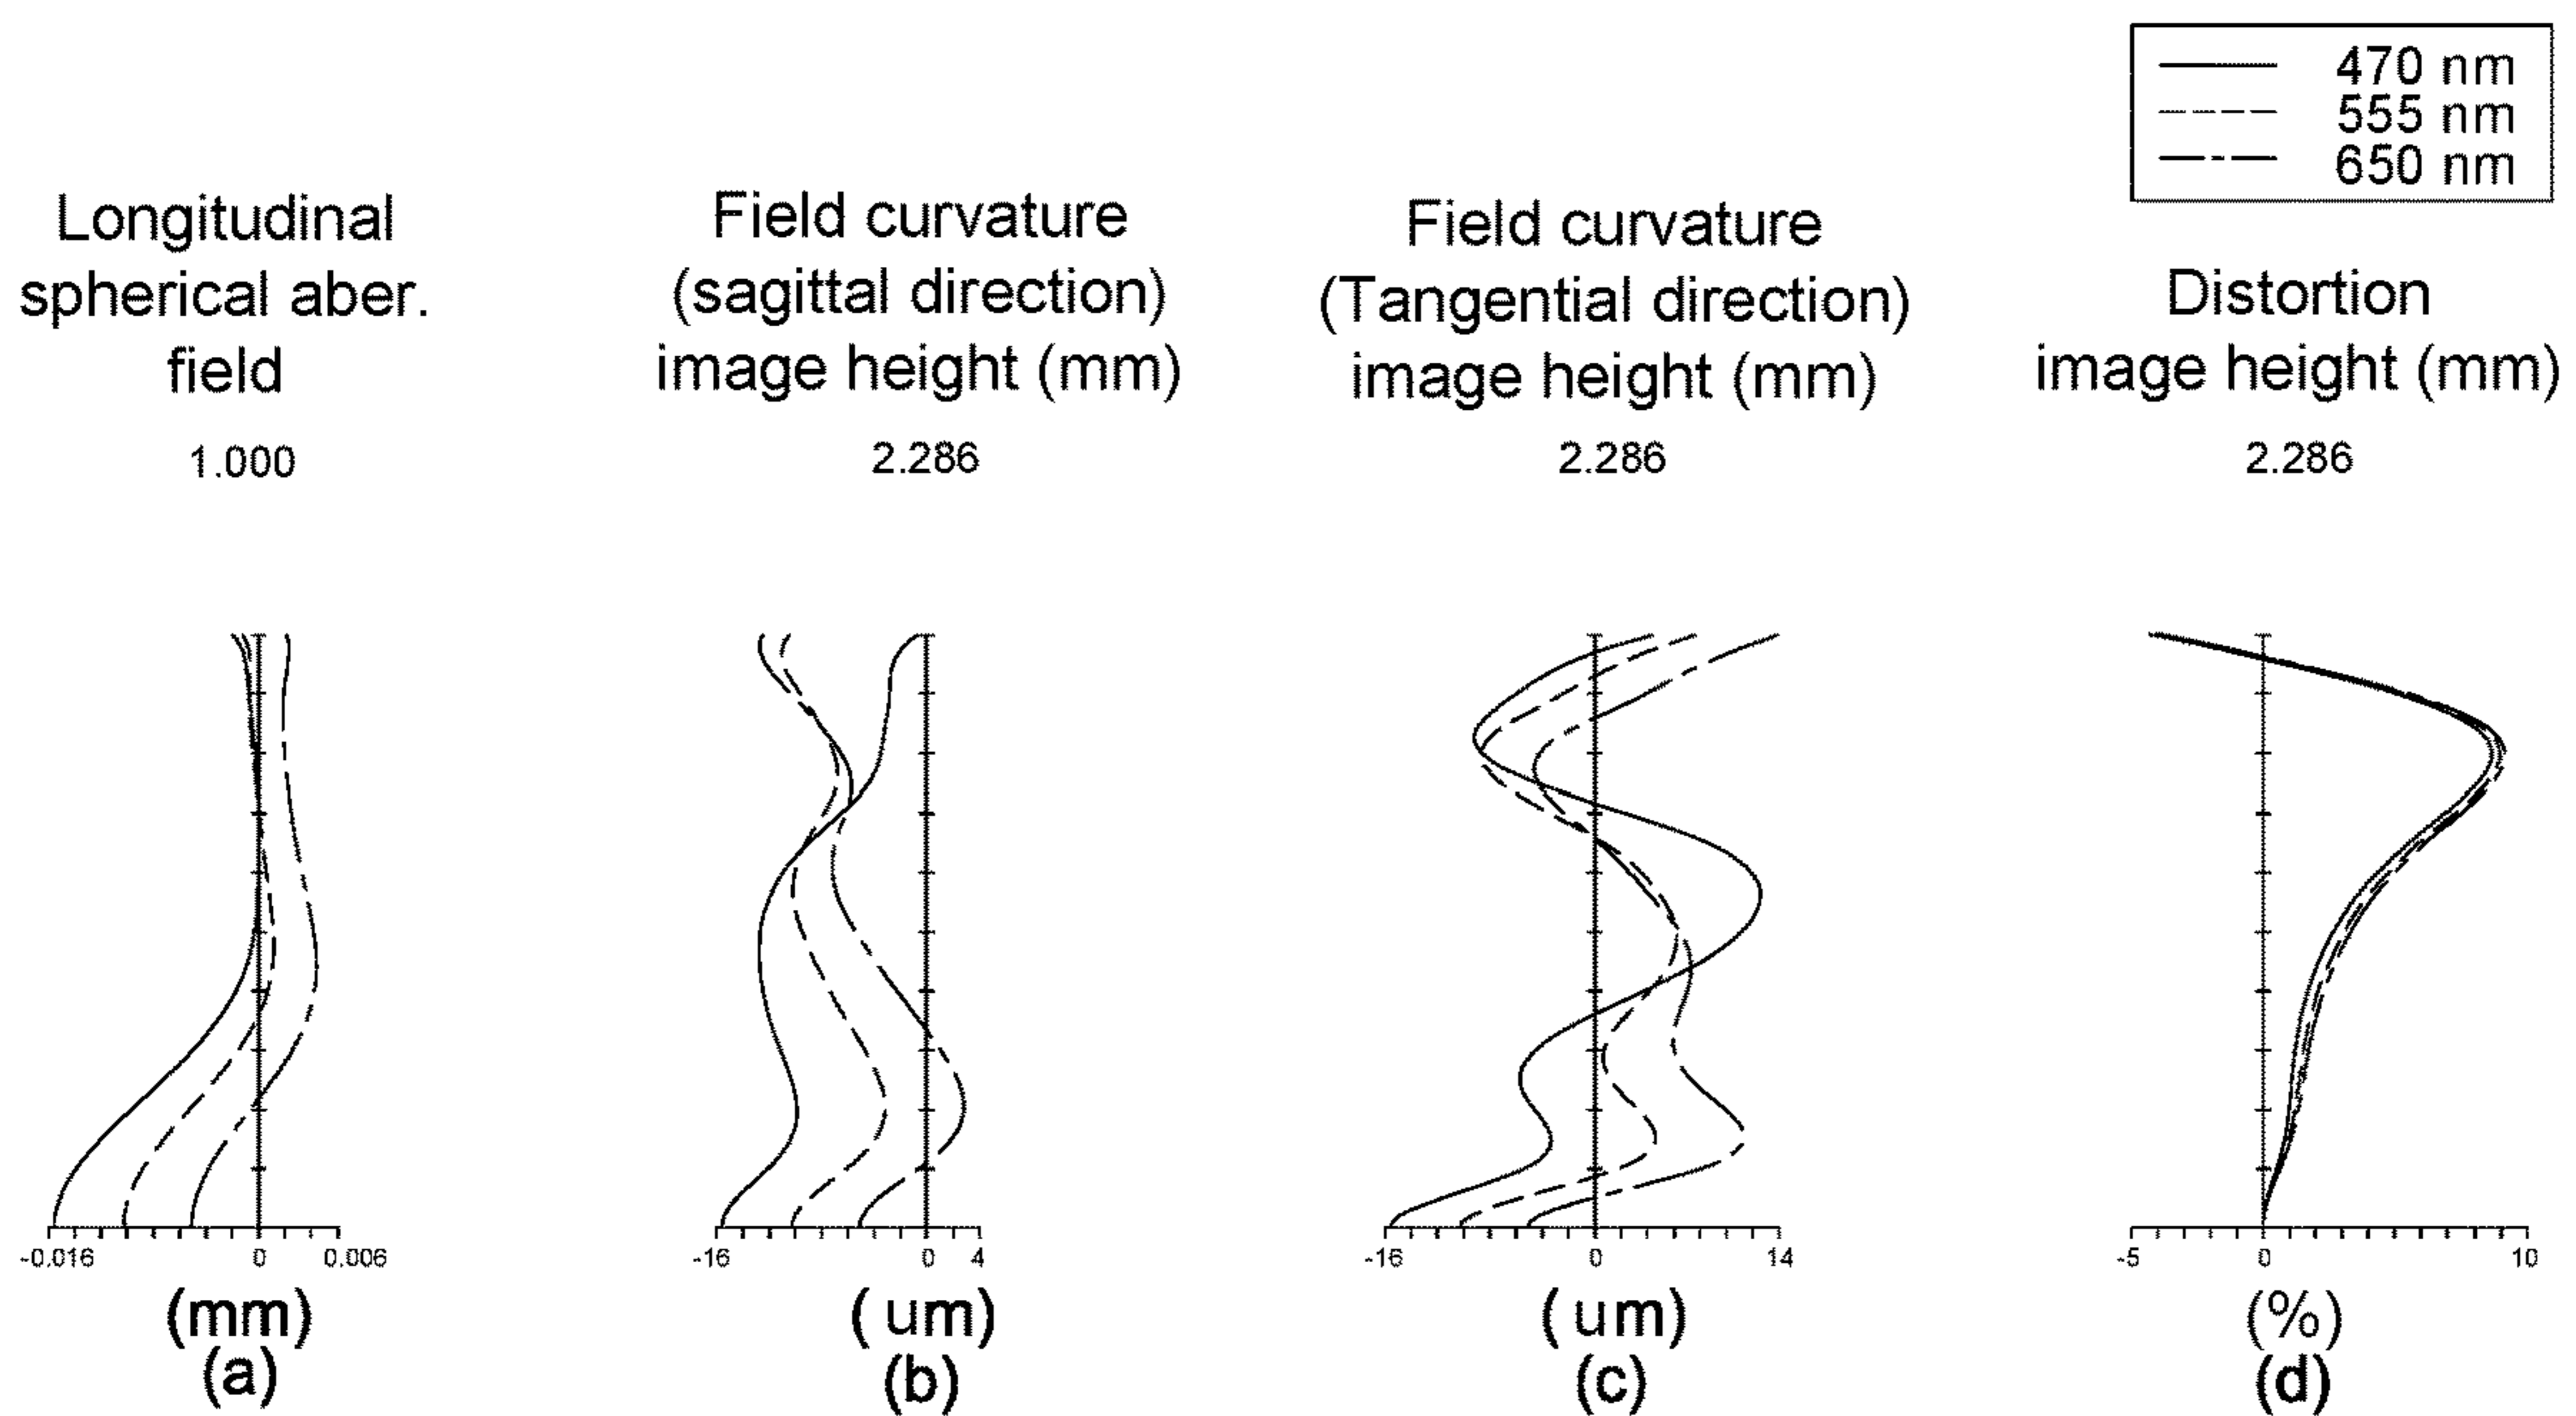 470 nm
555 nm
650 nm
Longitudinal
spherical aber.
field
1.000
-0.016 0 0.006
(mm)
(a)
Field curvature
(sagittal direction)
image height (mm)
2.286
-16 0 4
( um)
(b)
Field curvature
(Tangential direction)
image height (mm)
2.286
-16 0 14
( um)
(c)
Distortion
image height (mm)
2.286
-5 0 10
(%)
(d)